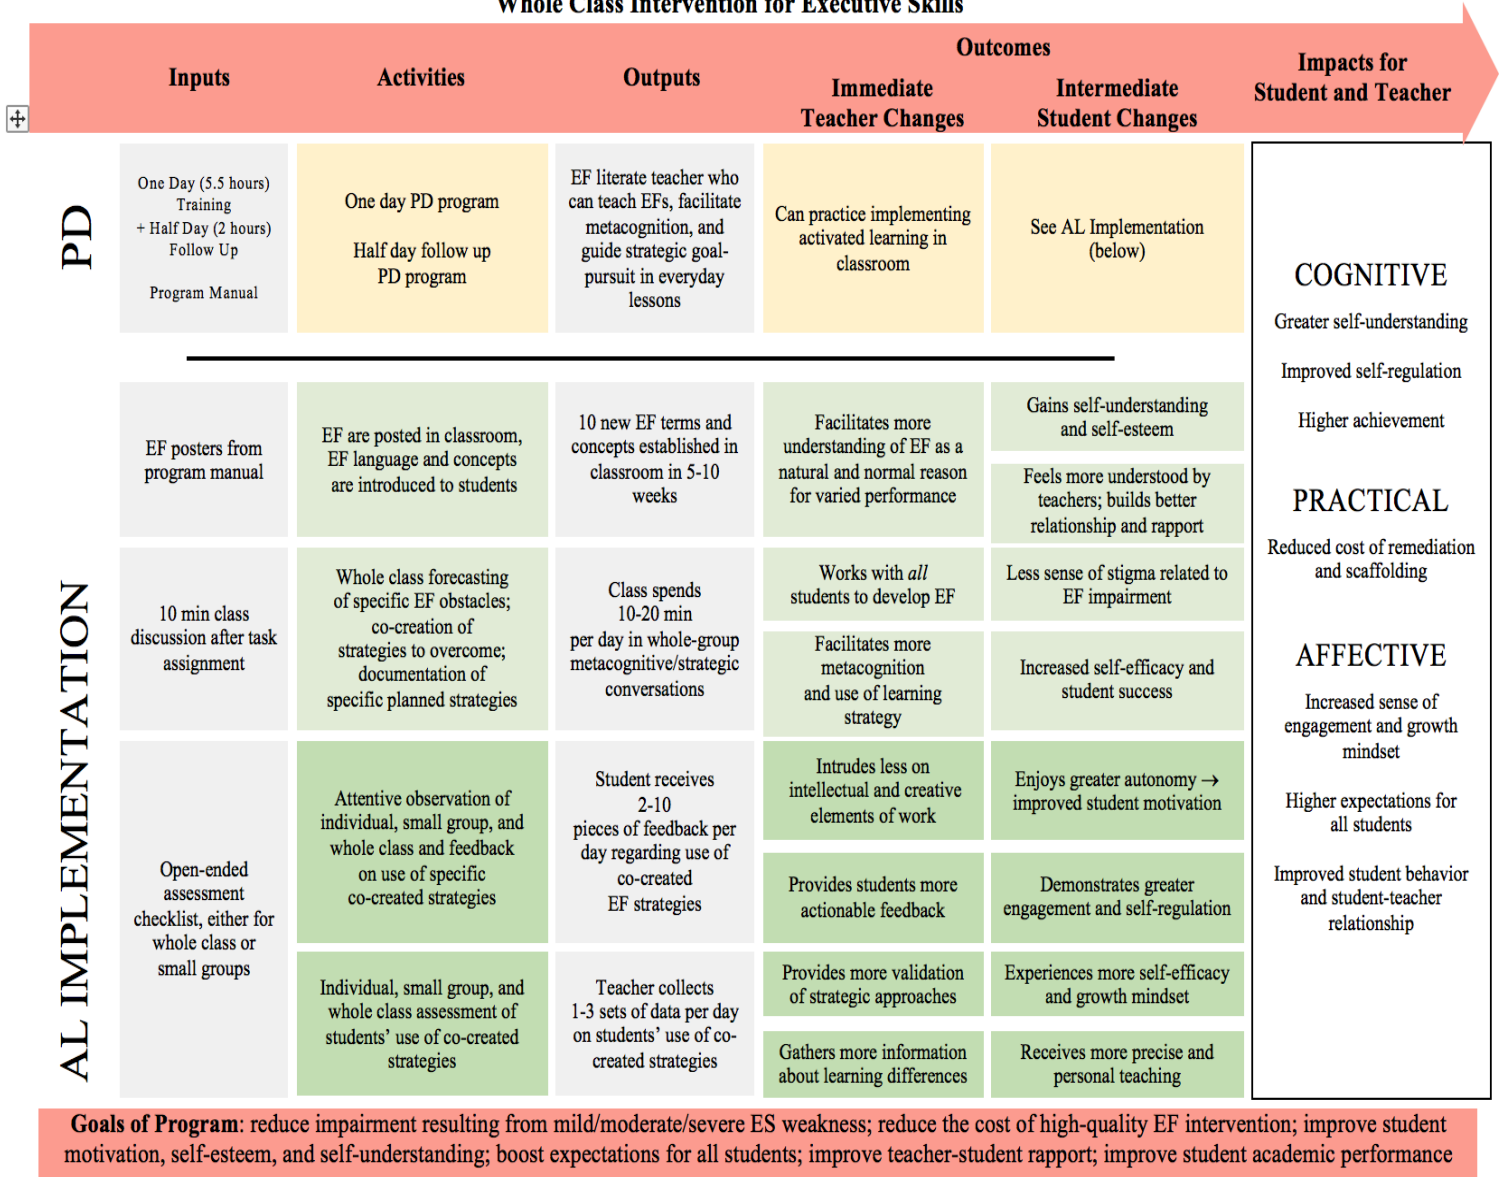 Whole Class Intervention for Executive Skills
Inputs
Activities
Outputs
Outcomes
Immediate
Teacher Changes
Intermediate
Student Changes
Impacts for
Student and Teacher
PD
One Day (5.5 hours)
Training
+ Half Day (2 hours)
Follow Up
Program Manual
One day PD program
Half day follow up
PD program
EF literate teacher who
can teach EFs, facilitate
metacognition, and
guide strategic goal-
pursuit in everyday
lessons
Can practice implementing
activated learning in
classroom
See AL Implementation
(below)
AL IMPLEMENTATION
EF posters from
program manual
EF are posted in classroom,
EF language and concepts
are introduced to students
10 new EF terms and
concepts established in
classroom in 5-10
weeks
Facilitates more
understanding of EF as a
natural and normal reason
for varied performance
Gains self-understanding
and self-esteem
Feels more understood by
teachers; builds better
relationship and rapport
10 min class
discussion after task
assignment
Whole class forecasting
of specific EF obstacles;
co-creation of
strategies to overcome;
documentation of
specific planned strategies
Class spends
10-20 min
per day in whole-group
metacognitive/strategic
conversations
Works with all
students to develop EF
Less sense of stigma related to
EF impairment
Facilitates more
metacognition
and use of learning
strategy
Increased self-efficacy and
student success
Open-ended
assessment
checklist, either for
whole class or
small groups
Attentive observation of
individual, small group, and
whole class and feedback
on use of specific
co-created strategies
Student receives
2-10
pieces of feedback per
day regarding use of
co-created
EF strategies
Intrudes less on
intellectual and creative
elements of work
Enjoys greater autonomy →
improved student motivation
Provides students more
actionable feedback
Demonstrates greater
engagement and self-regulation
Individual, small group, and
whole class assessment of
students’ use of co-created
strategies
Teacher collects
1-3 sets of data per day
on students’ use of co-
created strategies
Provides more validation
of strategic approaches
Experiences more self-efficacy
and growth mindset
Gathers more information
about learning differences
Receives more precise and
personal teaching
COGNITIVE
Greater self-understanding
Improved self-regulation
Higher achievement
PRACTICAL
Reduced cost of remediation
and scaffolding
AFFECTIVE
Increased sense of
engagement and growth
mindset
Higher expectations for
all students
Improved student behavior
and student-teacher
relationship
Goals of Program: reduce impairment resulting from mild/moderate/severe ES weakness; reduce the cost of high-quality EF intervention; improve student
motivation, self-esteem, and self-understanding; boost expectations for all students; improve teacher-student rapport; improve student academic performance